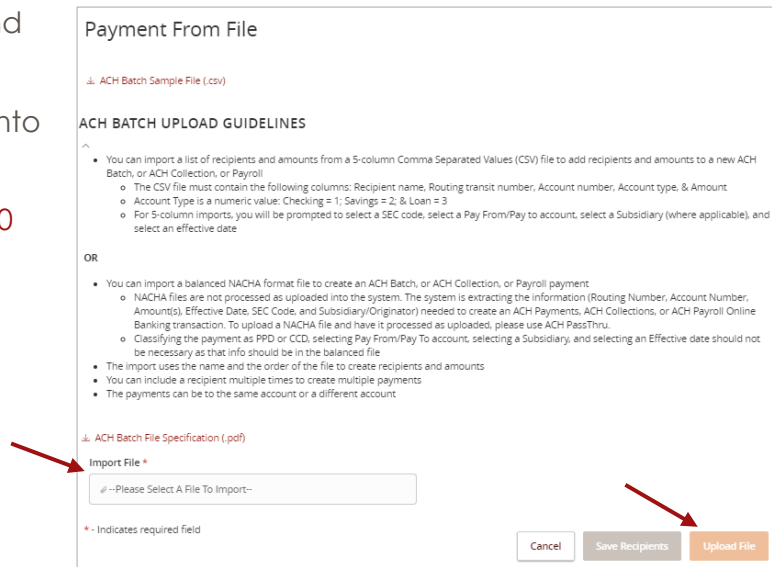 nd
Payment From File
ACH Batch Sample File (.csv)
nto
ACH BATCH UPLOAD GUIDELINES
• You can import a list of recipients and amounts from a 5-column Comma Separated Values (CSV) file to add recipients and amounts to a new ACH
Batch, or ACH Collection, or Payroll
o The CSV file must contain the following columns: Recipient name, Routing transit number, Account number, Account type, & Amount
o Account Type is a numeric value: Checking = 1; Savings = 2; & Loan = 3
0
o For 5-column imports, you will be prompted to select a SEC code, select a Pay From/Pay to account, select a Subsidiary (where applicable), and
select an effective date
OR
• You can import a balanced NACHA format file to create an ACH Batch, or ACH Collection, or Payroll payment
o NACHA files are not processed as uploaded into the system. The system is extracting the information (Routing Number, Account Number,
Amount(s), Effective Date, SEC Code, and Subsidiary/Originator) needed to create an ACH Payments, ACH Collections, or ACH Payroll Online
Banking transaction. To upload a NACHA file and have it processed as uploaded, please use ACH PassThru.
o Classifying the payment as PPD or CCD, selecting Pay From/Pay To account, selecting a Subsidiary, and selecting an Effective date should not
be necessary as that info should be in the balanced file
• The import uses the name and the order of the file to create recipients and amounts
• You can include a recipient multiple times to create multiple payments
• The payments can be to the same account or a different account
ACH Batch File Specification (.pdf)
Import File *
--Please Select A File To Import--
* - Indicates required field
Cancel
Save Recipients
Upload File